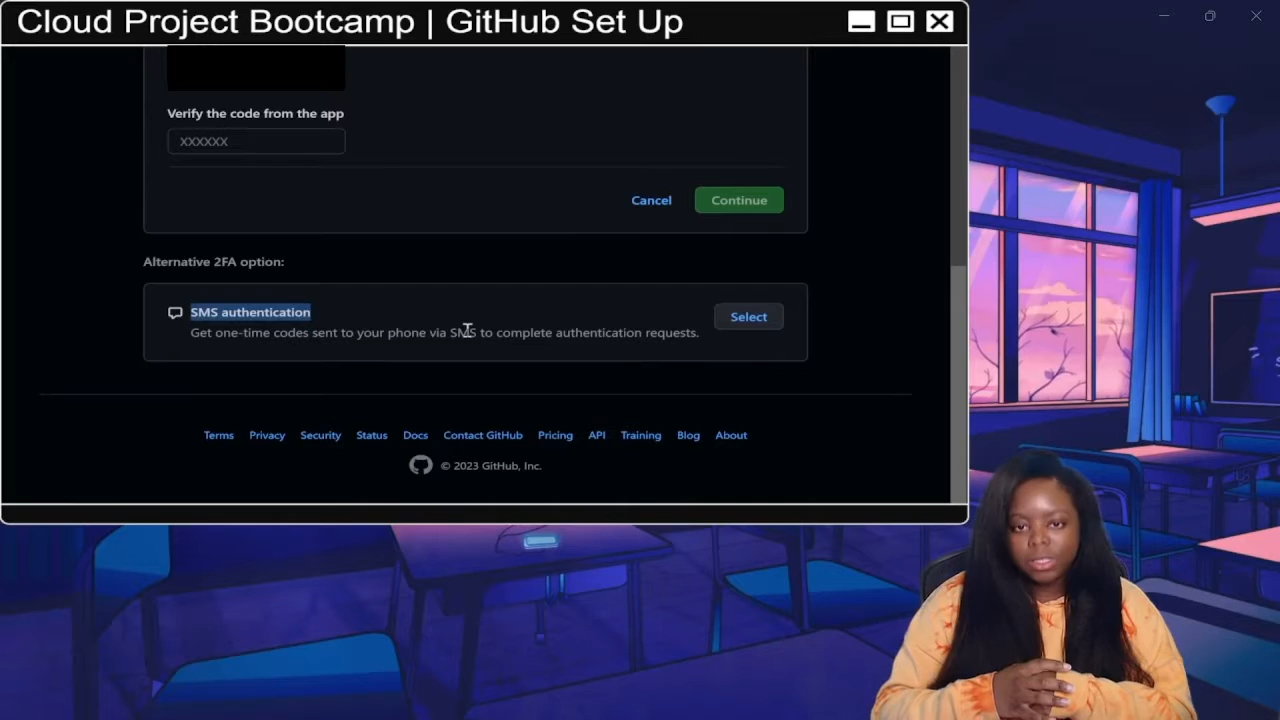 Cloud Project Bootcamp | GitHub Set Up
Verify the code from the app
XXXXXX
Cancel
Continue
Alternative 2FA option:
SMS authentication
Select
Get one-time codes sent to your phone via SMS to complete authentication requests.
Terms Privacy Security Status Docs Contact GitHub Pricing API Training Blog About
© 2023 GitHub, Inc.